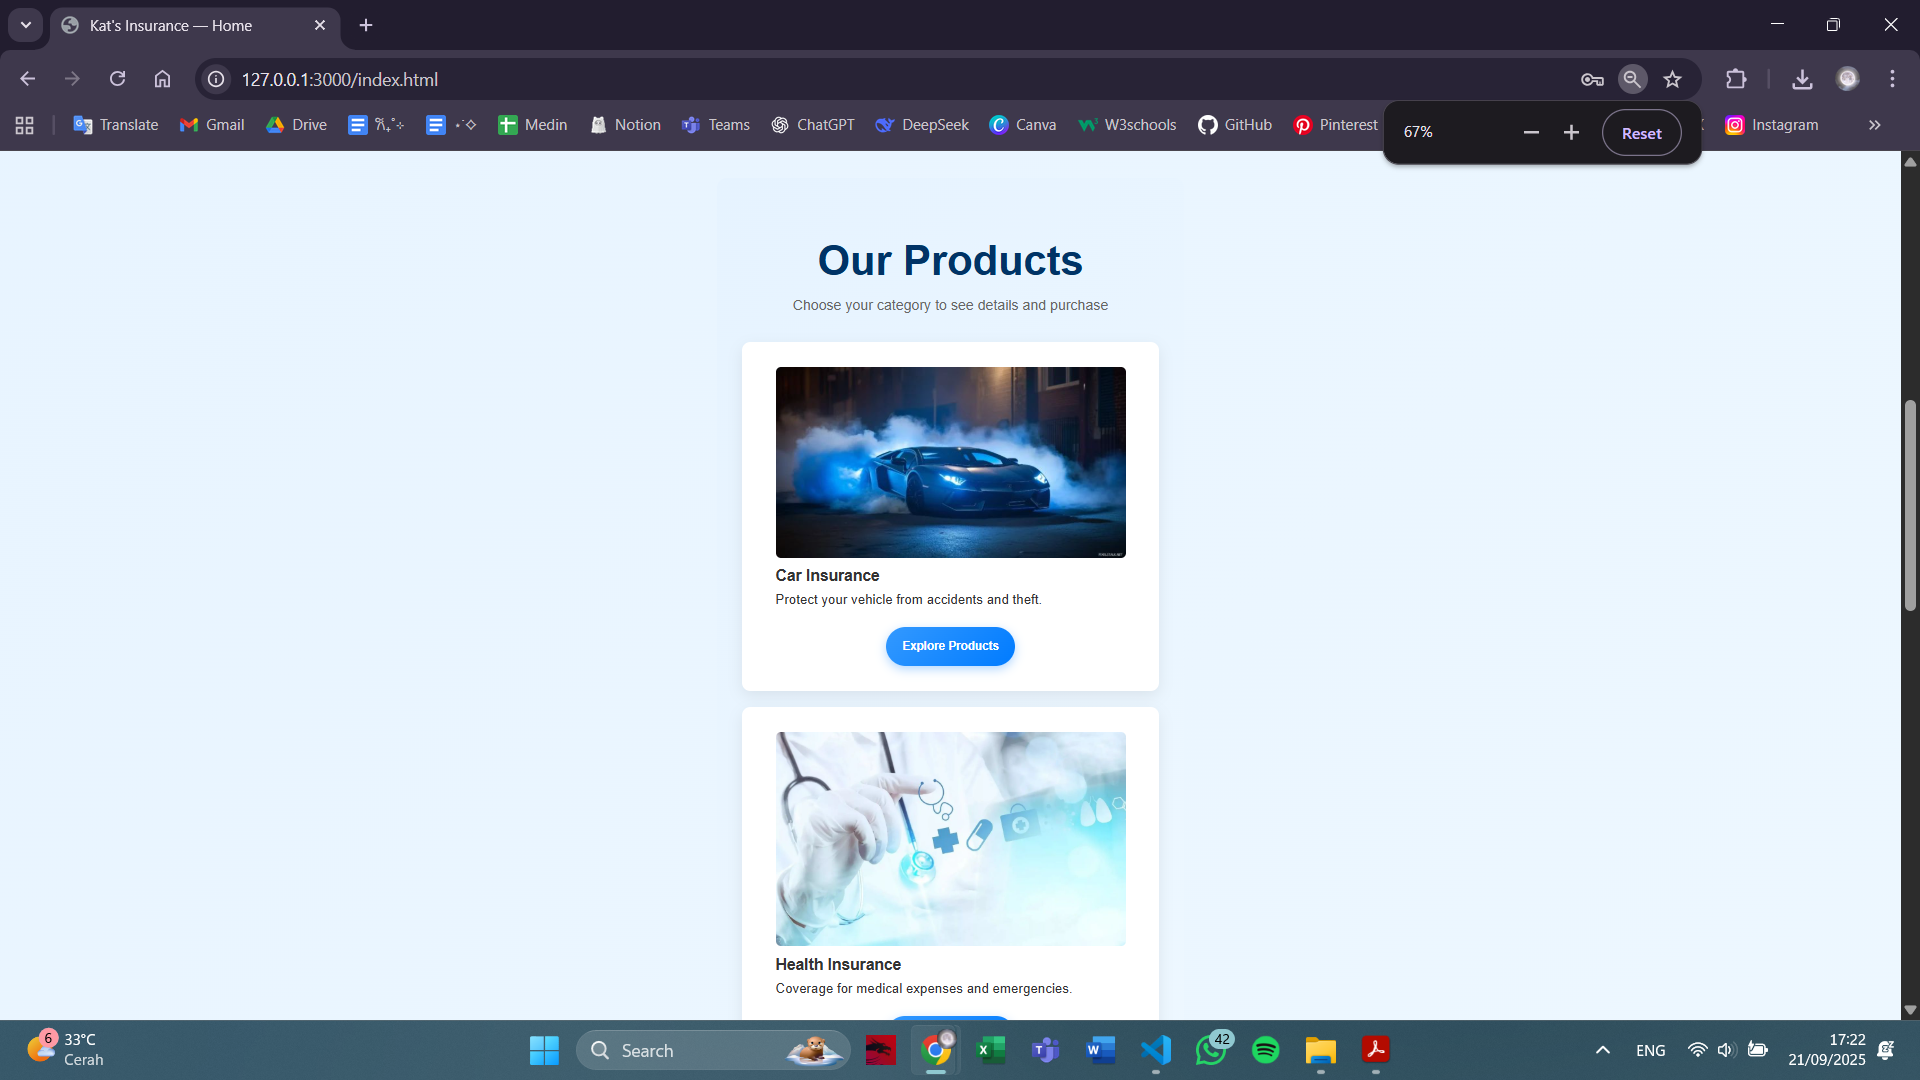 Kat's Insurance — Home
127.0.0.1:3000/index.html
Translate
Gmail
Drive
Medin
Notion
Teams
ChatGPT
DeepSeek
Canva
W3schools
GitHub
Pinterest
Instagram
67%
Reset
Our Products
Choose your category to see details and purchase
Car Insurance
Protect your vehicle from accidents and theft.
Explore Products
Health Insurance
Coverage for medical expenses and emergencies.
6
33°C
Cerah
Search
42
ENG
17:22
21/09/2025